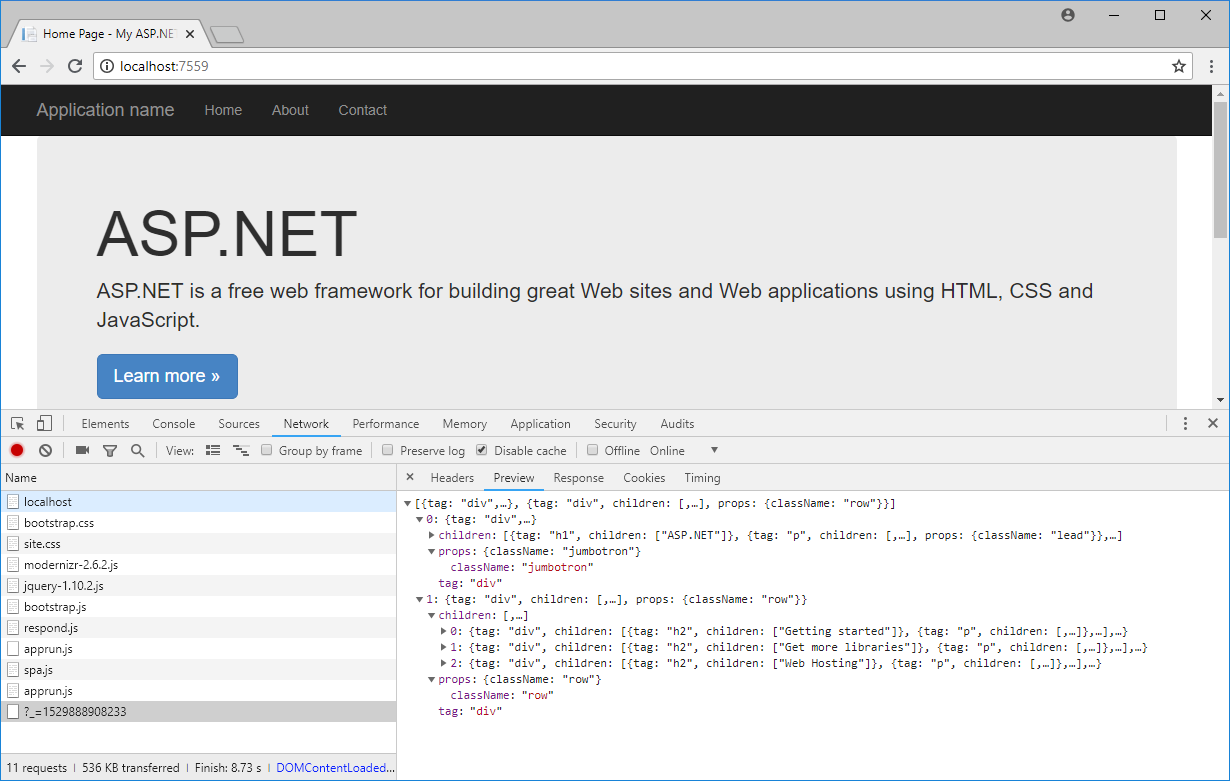 Home Page - My ASP.NET
localhost:7559
Application name Home About Contact
ASP.NET
ASP.NET is a free web framework for building great Web sites and Web applications using HTML, CSS and
JavaScript.
Learn more »
Elements Console Sources Network Performance Memory Application Security Audits
View: Group by frame Preserve log Disable cache Offline Online
Name
localhost
bootstrap.css
site.css
modernizr-2.6.2.js
jquery-1.10.2.js
bootstrap.js
respond.js
apprun.js
spa.js
apprun.js
?_=1529888908233
11 requests | 536 KB transferred | Finish: 8.73 s | DOMContentLoaded...
Headers Preview Response Cookies Timing
[{tag: "div",…}, {tag: "div", children: [,…], props: {className: "row"}}]
0: {tag: "div",…}
children: [{tag: "h1", children: ["ASP.NET"]}, {tag: "p", children: [,…], props: {className: "lead"}},…]
props: {className: "jumbotron"}
className: "jumbotron"
tag: "div"
1: {tag: "div", children: [,…], props: {className: "row"}}
children: [,…]
0: {tag: "div", children: [{tag: "h2", children: ["Getting started"]}, {tag: "p", children: [,…]},…],…}
1: {tag: "div", children: [{tag: "h2", children: ["Get more libraries"]}, {tag: "p", children: [,…]},…],…}
2: {tag: "div", children: [{tag: "h2", children: ["Web Hosting"]}, {tag: "p", children: [,…]},…],…}
props: {className: "row"}
className: "row"
tag: "div"